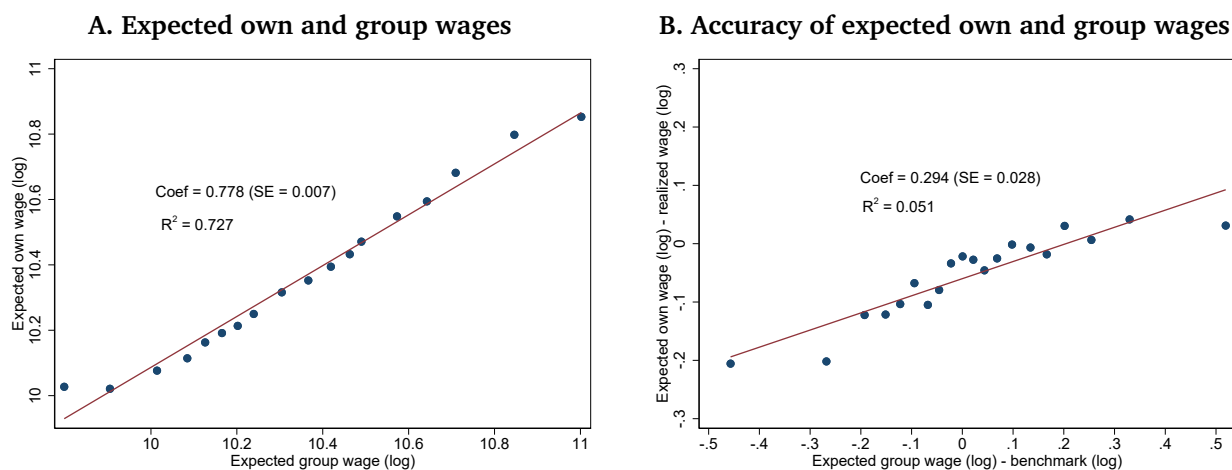 A. Expected own and group wages
Expected own wage (log)
11
10.8
10.6
10.4
10.2
10
Coef = 0.778 (SE = 0.007)
R² = 0.727
10 10.2 10.4 10.6 10.8 11
Expected group wage (log)
B. Accuracy of expected own and group wages
Expected own wage (log) - realized wage (log)
.3
.2
.1
0
-.1
-.2
-.3
Coef = 0.294 (SE = 0.028)
R² = 0.051
-.5 -.4 -.3 -.2 -.1 0 .1 .2 .3 .4 .5
Expected group wage (log) - benchmark (log)